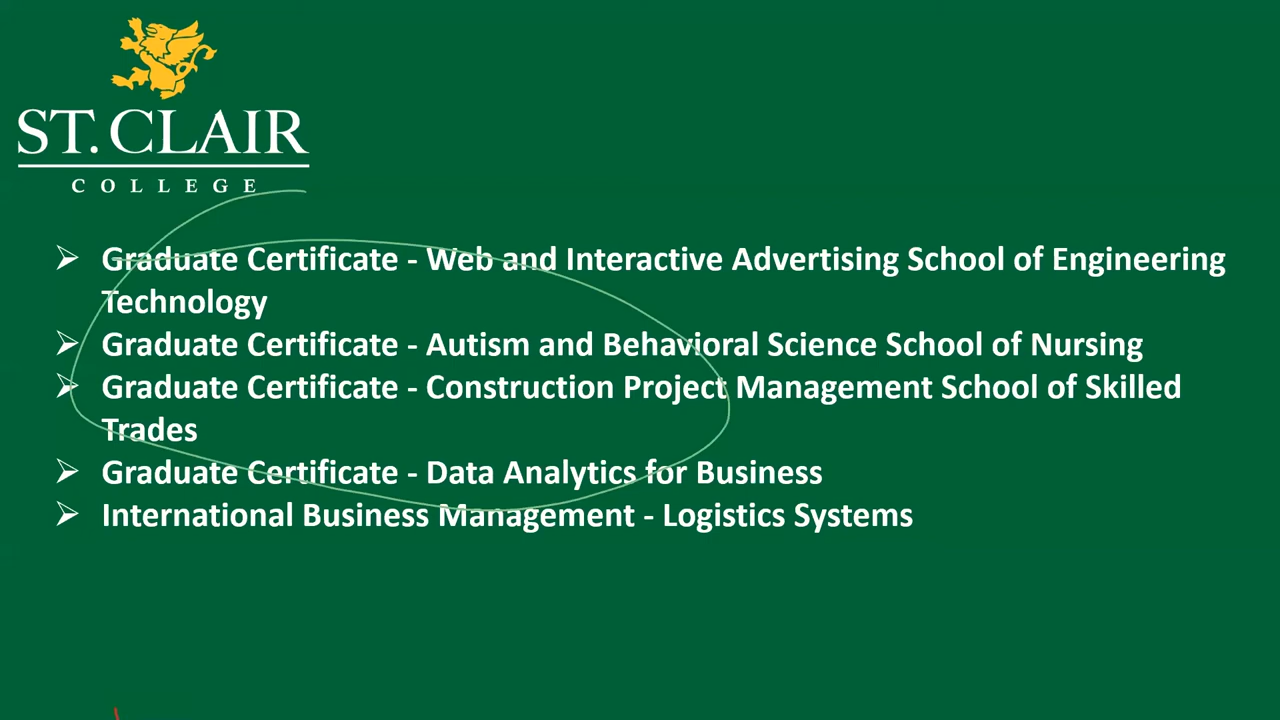 ST. CLAIR
COLLEGE
➢ Graduate Certificate - Web and Interactive Advertising School of Engineering
Technology
➢ Graduate Certificate - Autism and Behavioral Science School of Nursing
➢ Graduate Certificate - Construction Project Management School of Skilled
Trades
➢ Graduate Certificate - Data Analytics for Business
➢ International Business Management - Logistics Systems